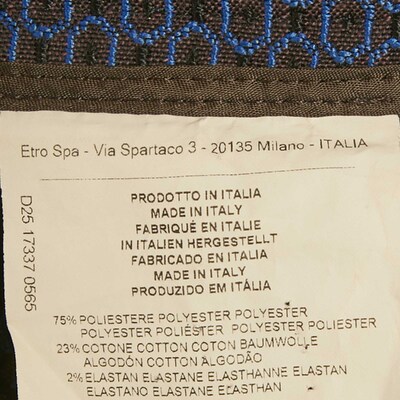 Etro Spa - Via Spartaco 3 - 20135 Milano - ITALIA
D25 17337 0565
PRODOTTO IN ITALIA
MADE IN ITALY
FABRIQUÉ EN ITALIE
IN ITALIEN HERGESTELLT
FABRICADO EN ITALIA
MADE IN ITALY
PRODUZIDO EM ITÁLIA
75% POLIESTERE POLYESTER POLYESTER
POLYESTER POLIÉSTER POLYESTER POLIESTER
23% COTONE COTTON COTON BAUMWOLLE
ALGODÓN COTTON ALGODÃO
2% ELASTAN ELASTANE ELASTHANNE ELASTAN
ELASTANO ELASTANE ELASTHAN